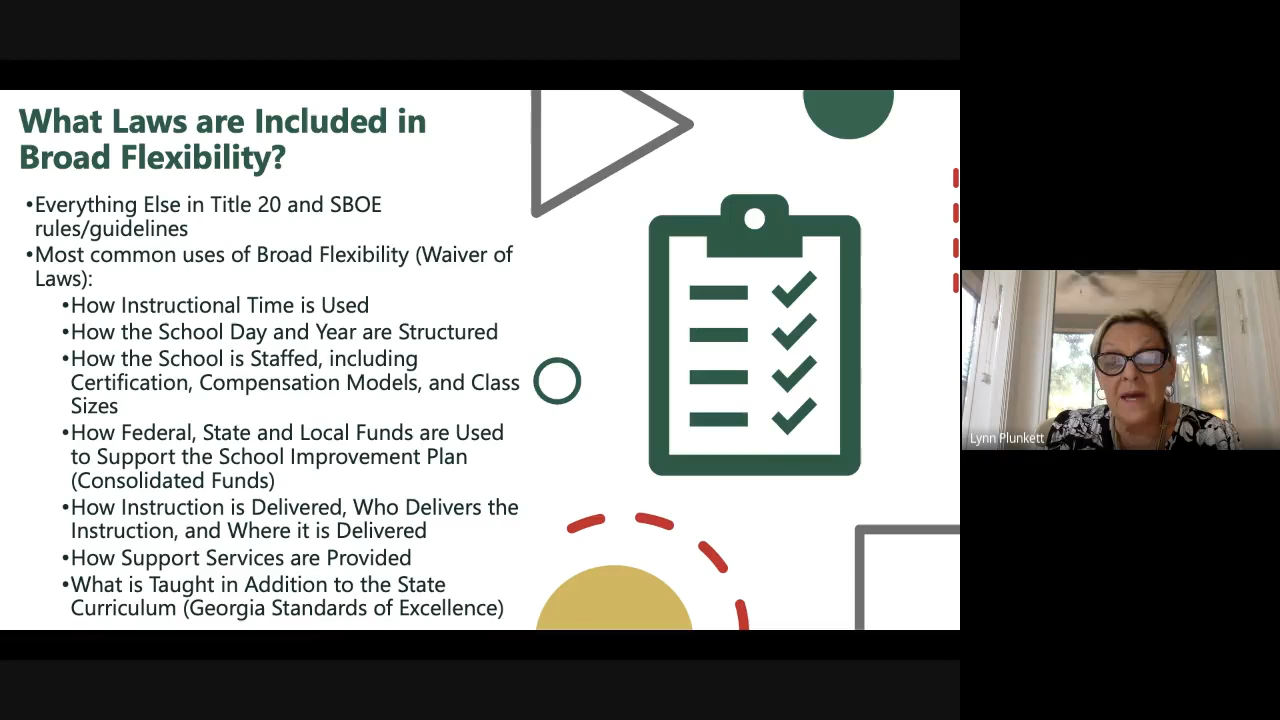 What Laws are Included in
Broad Flexibility?
•Everything Else in Title 20 and SBOE
rules/guidelines
•Most common uses of Broad Flexibility (Waiver of
Laws):
•How Instructional Time is Used
•How the School Day and Year are Structured
•How the School is Staffed, including
Certification, Compensation Models, and Class
Sizes
•How Federal, State and Local Funds are Used
to Support the School Improvement Plan
(Consolidated Funds)
•How Instruction is Delivered, Who Delivers the
Instruction, and Where it is Delivered
•How Support Services are Provided
•What is Taught in Addition to the State
Curriculum (Georgia Standards of Excellence)
Lynn Plunkett